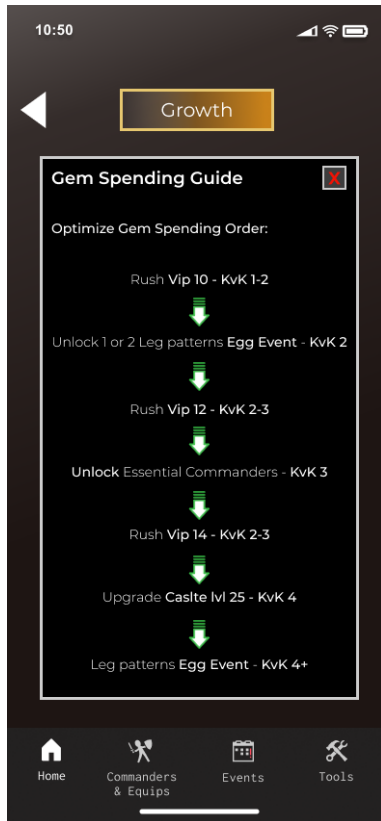 10:50
Growth
Gem Spending Guide
X
Optimize Gem Spending Order:
Rush Vip 10 - KvK 1-2
Unlock 1 or 2 Leg patterns Egg Event - KvK 2
Rush Vip 12 - KvK 2-3
Unlock Essential Commanders - KvK 3
Rush Vip 14 - KvK 2-3
Upgrade Caslte lvl 25 - KvK 4
Leg patterns Egg Event - KvK 4+
Home
Commanders
& Equips
Events
Tools